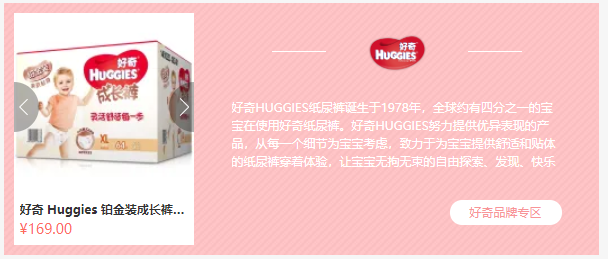 好奇
HUGGIES
成长裤
灵活舒适每一步
XL
好奇 Huggies 铂金装成长裤...
¥169.00
好奇
HUGGIES
好奇HUGGIES纸尿裤诞生于1978年，全球约有四分之一的宝
宝在使用好奇纸尿裤。好奇HUGGIES努力提供优异表现的产
品，从每一个细节为宝宝考虑，致力于为宝宝提供舒适和贴体
的纸尿裤穿着体验，让宝宝无拘无束的自由探索、发现。快乐
好奇品牌专区